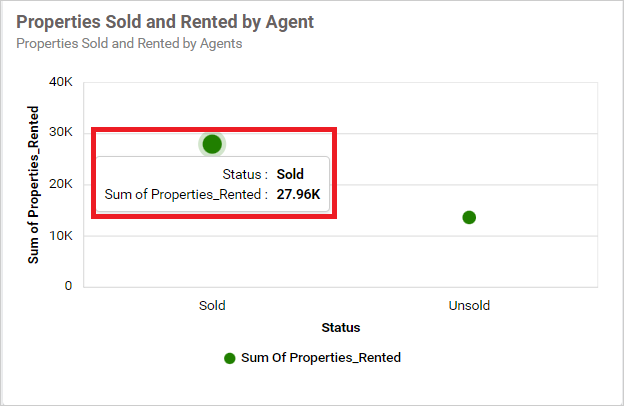 Properties Sold and Rented by Agent
Properties Sold and Rented by Agents
Sum of Properties_Rented
40K
30K
20K
10K
0
Status : Sold
Sum of Properties_Rented : 27.96K
Sold
Unsold
Status
Sum Of Properties_Rented